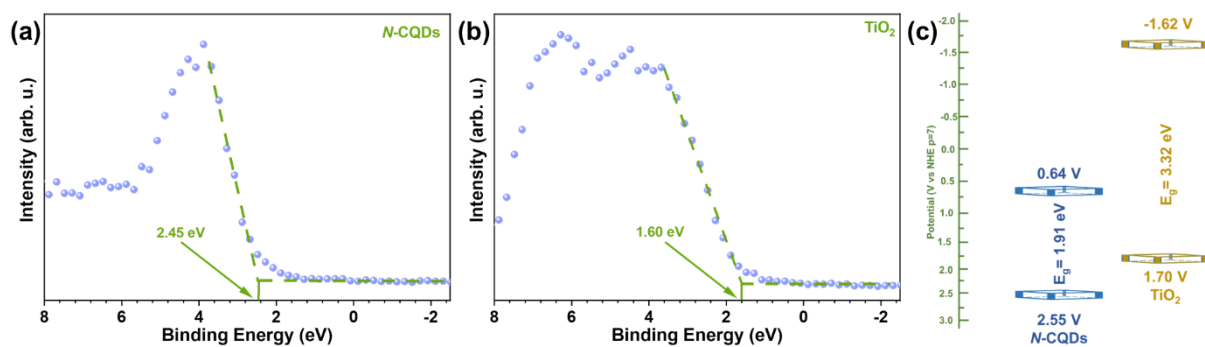 (a)
N-CQDs
Intensity (arb. u.)
2.45 eV
8 6 4 2 0 -2
Binding Energy (eV)
(b)
TiO2
Intensity (arb. u.)
1.60 eV
8 6 4 2 0 -2
Binding Energy (eV)
(c)
Potential (V vs NHE p=7)
-2.0
-1.5
-1.0
-0.5
0.0
0.5
1.0
1.5
2.0
2.5
3.0
-1.62 V
Eg = 3.32 eV
0.64 V
Eg = 1.91 eV
1.70 V
TiO2
2.55 V
N-CQDs